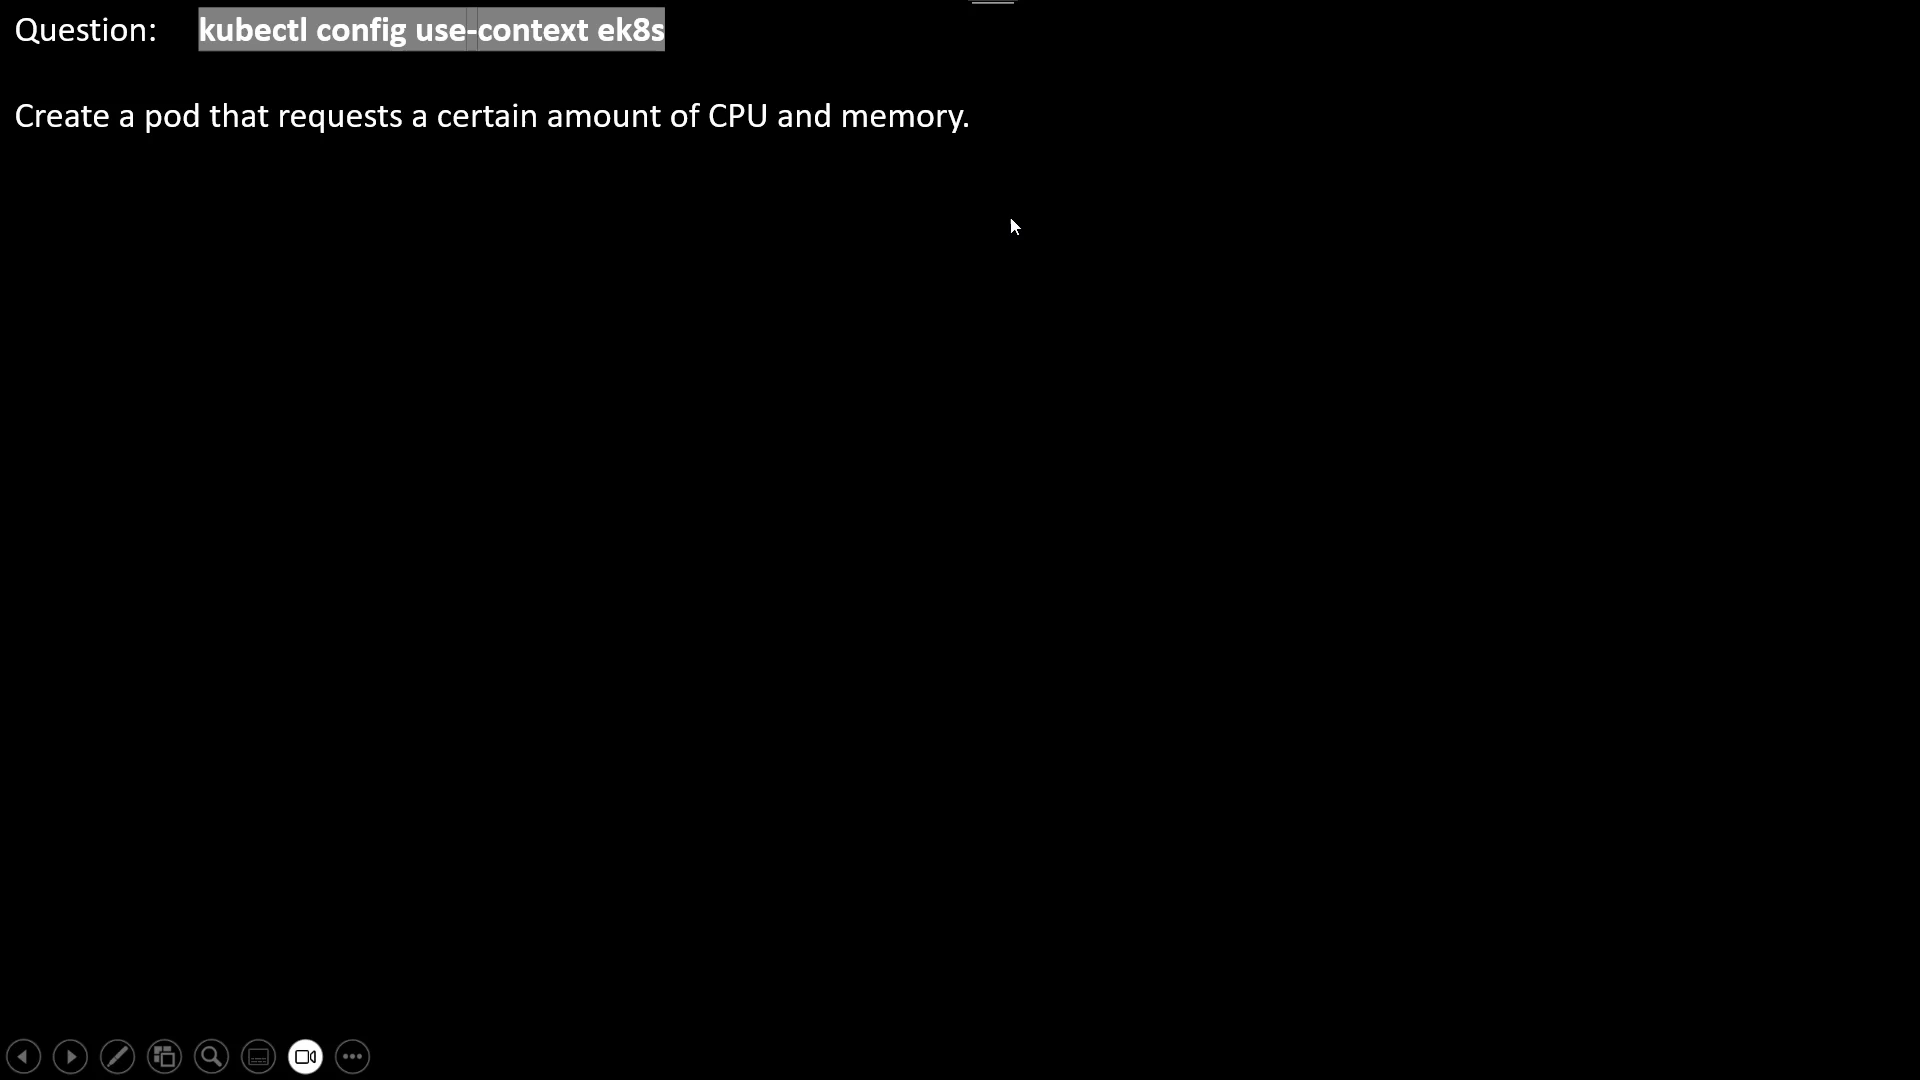 Question: kubectl config use-context ek8s
Create a pod that requests a certain amount of CPU and memory.